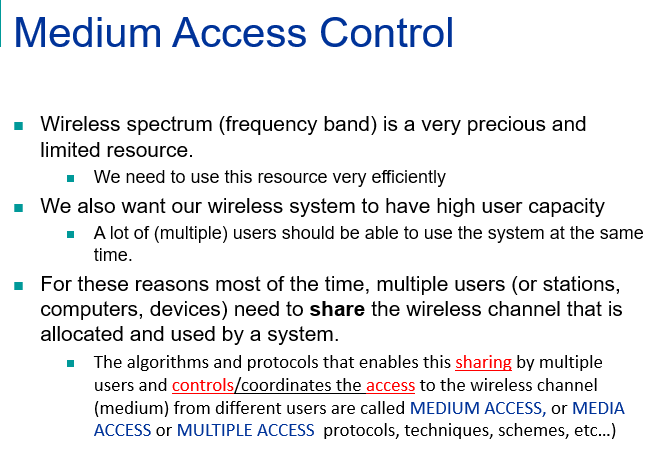 Medium Access Control
Wireless spectrum (frequency band) is a very precious and
limited resource.
We need to use this resource very efficiently
We also want our wireless system to have high user capacity
A lot of (multiple) users should be able to use the system at the same
time.
For these reasons most of the time, multiple users (or stations,
computers, devices) need to share the wireless channel that is
allocated and used by a system.
The algorithms and protocols that enables this sharing by multiple
users and controls/coordinates the access to the wireless channel
(medium) from different users are called MEDIUM ACCESS, or MEDIA
ACCESS or MULTIPLE ACCESS  protocols, techniques, schemes, etc…)